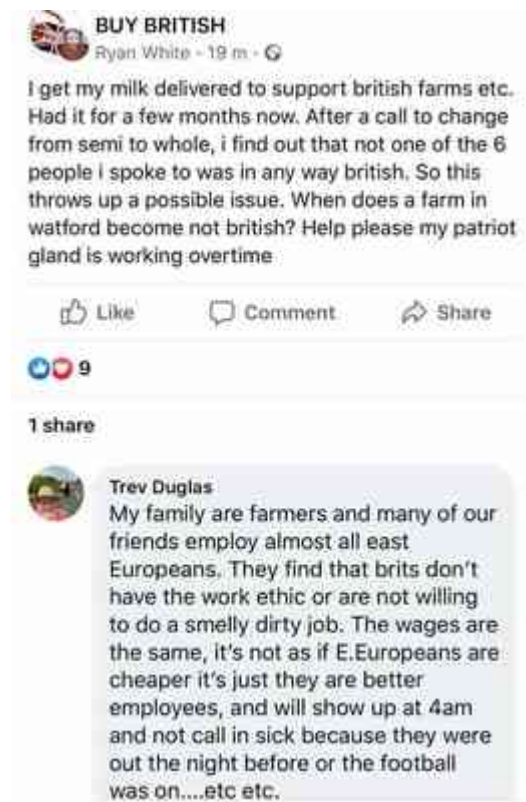 BUY BRITISH
Ryan White · 19 m ·
I get my milk delivered to support british farms etc.
Had it for a few months now. After a call to change
from semi to whole, i find out that not one of the 6
people i spoke to was in any way british. So this
throws up a possible issue. When does a farm in
watford become not british? Help please my patriot
gland is working overtime
Like Comment Share
9
1 share
Trev Duglas
My family are farmers and many of our
friends employ almost all east
Europeans. They find that brits don't
have the work ethic or are not willing
to do a smelly dirty job. The wages are
the same, it's not as if E.Europeans are
cheaper it's just they are better
employees, and will show up at 4am
and not call in sick because they were
out the night before or the football
was on....etc etc.